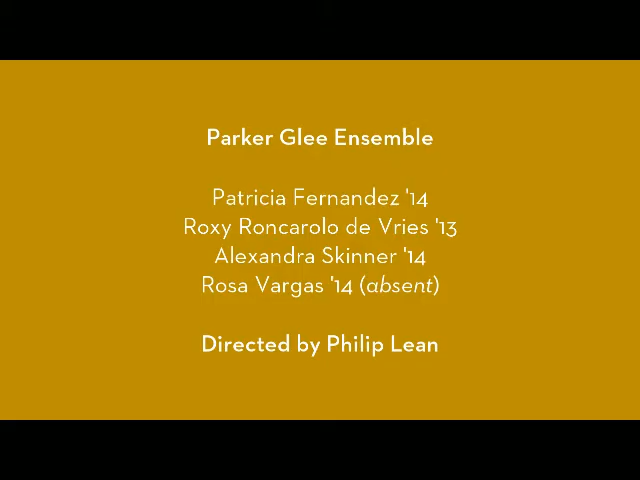 Parker Glee Ensemble
Patricia Fernandez '14
Roxy Roncarolo de Vries '13
Alexandra Skinner '14
Rosa Vargas '14 (absent)
Directed by Philip Lean